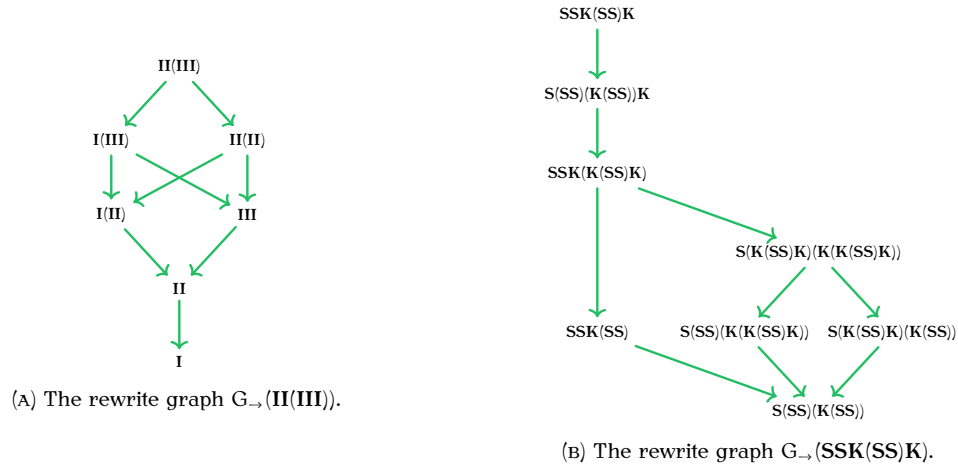 II(III)
I(III) II(II)
I(II) III
II
I
(A) The rewrite graph G→(II(III)).
SSK(SS)K
S(SS)(K(SS))K
SSK(K(SS)K)
S(K(SS)K)(K(K(SS)K))
SSK(SS) S(SS)(K(K(SS)K)) S(K(SS)K)(K(SS))
S(SS)(K(SS))
(B) The rewrite graph G→(SSK(SS)K).